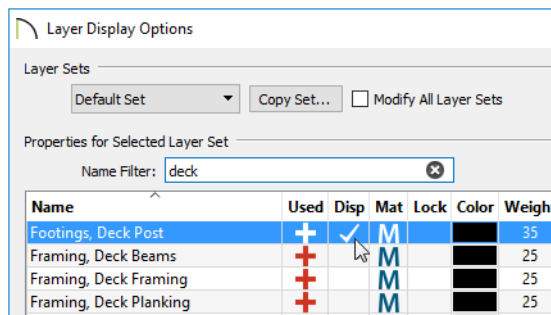 Layer Display Options
Layer Sets
Default Set Copy Set... Modify All Layer Sets
Properties for Selected Layer Set
Name Filter: deck
Name Used Disp Mat Lock Color Weigh
Footings, Deck Post M 35
Framing, Deck Beams M 25
Framing, Deck Framing M 25
Framing, Deck Planking M 25